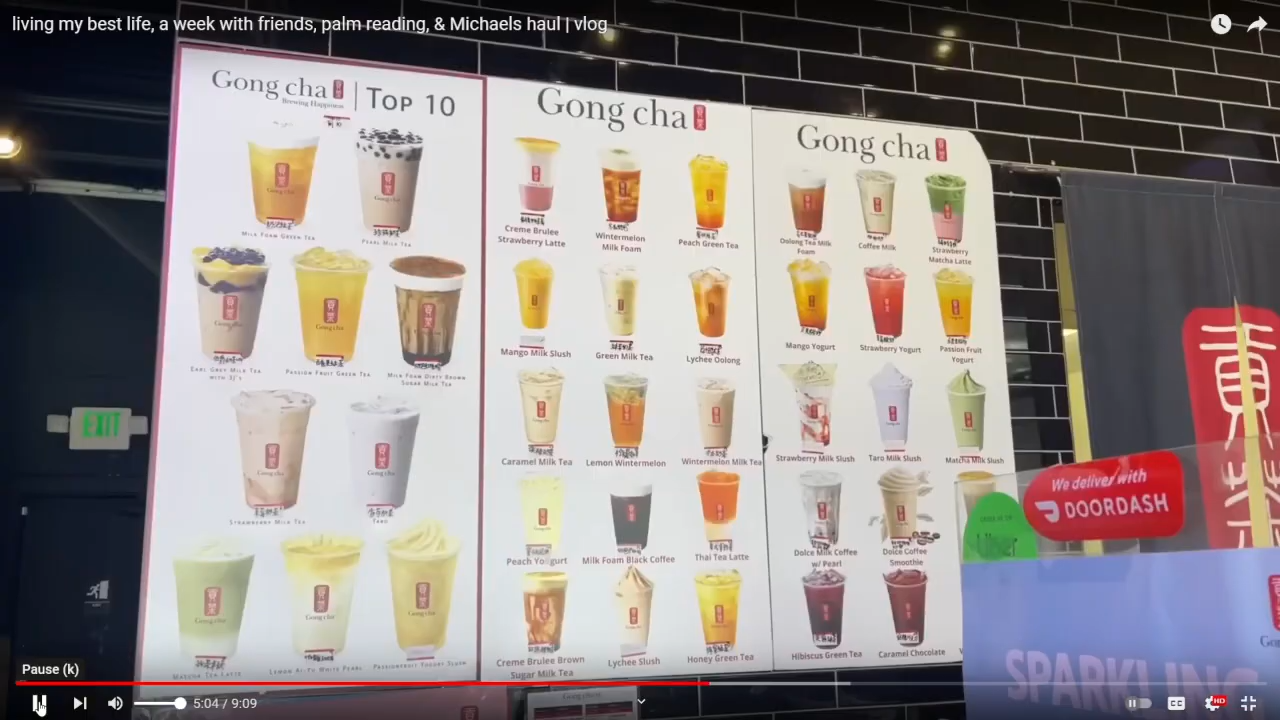 living my best life, a week with friends, palm reading, & Michaels haul | vlog
Gong cha
Brewing Happiness
Top 10
Milk Foam Green Tea
Pearl Milk Tea
Earl Grey Milk Tea
with 3J's
Passion Fruit Green Tea
Milk Foam Dirty Brown
Sugar Milk Tea
Strawberry Milk Tea
Taro
Matcha Tea Latte
Lemon Ai-Yu White Pearl
Passionfruit Yogurt Slush
Gong cha
Creme Brulee
Strawberry Latte
Wintermelon
Milk Foam
Peach Green Tea
Mango Milk Slush
Green Milk Tea
Lychee Oolong
Caramel Milk Tea
Lemon Wintermelon
Wintermelon Milk Tea
Peach Yogurt
Milk Foam Black Coffee
Thai Tea Latte
Creme Brulee Brown
Sugar Milk Tea
Lychee Slush
Honey Green Tea
Gong cha
Oolong Tea Milk
Foam
Coffee Milk
Strawberry
Matcha Latte
Mango Yogurt
Strawberry Yogurt
Passion Fruit
Yogurt
Strawberry Milk Slush
Taro Milk Slush
Matcha Milk Slush
Dolce Milk Coffee
w/ Pearl
Dolce Coffee
Smoothie
Hibiscus Green Tea
Caramel Chocolate
EXIT
We deliver with
DOORDASH
貢茶
SPARKLING
Gong cha
Pause (k)
5:04 / 9:09
CC
HD